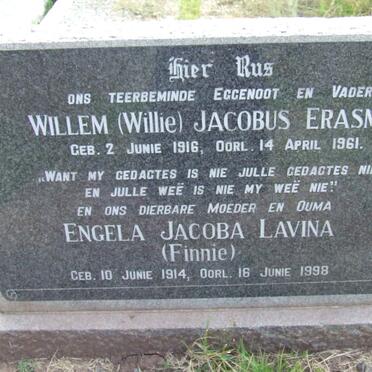 Hier Rus
ONS TEERBEMINDE EGGENOOT EN VADER
WILLEM (Willie) JACOBUS ERASM
GEB. 2 JUNIE 1916, OORL. 14 APRIL 1961.
„WANT MY GEDAGTES IS NIE JULLE GEDAGTES NIE
EN JULLE WEË IS NIE MY WEË NIE"
EN ONS DIERBARE MOEDER EN OUMA
ENGELA JACOBA LAVINA
(Finnie)
GEB. 10 JUNIE 1914, OORL. 16 JUNIE 1998